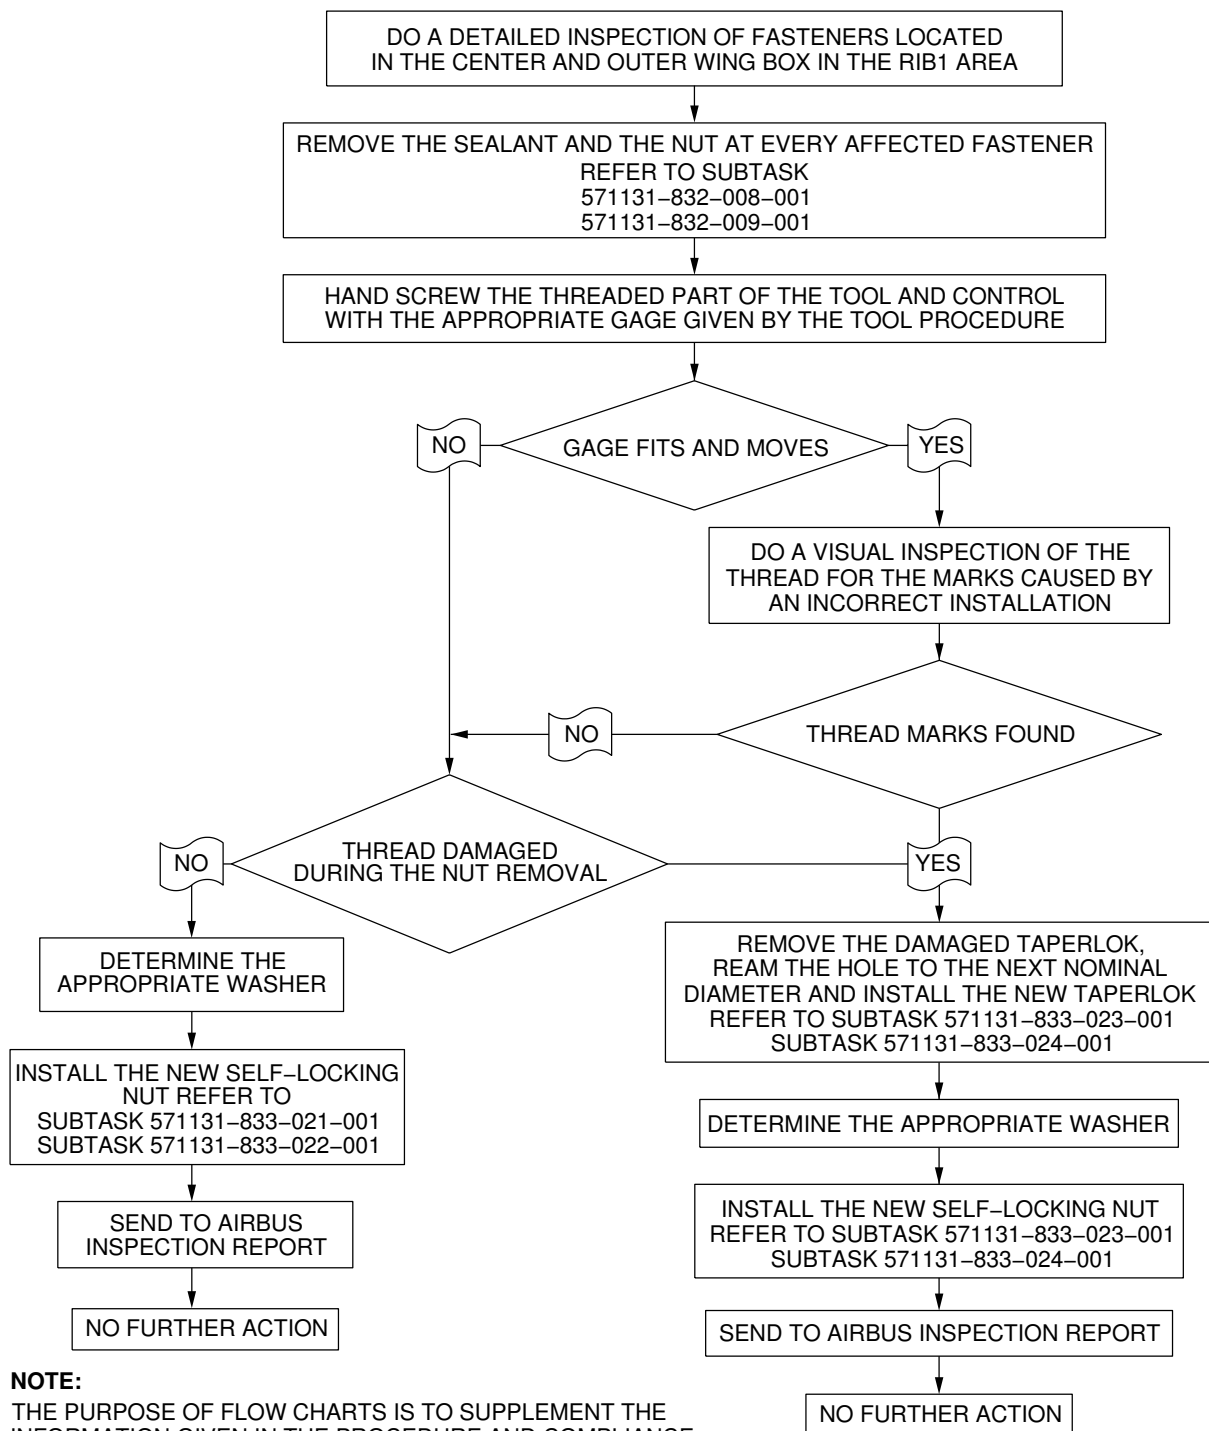 DO A DETAILED INSPECTION OF FASTENERS LOCATED
IN THE CENTER AND OUTER WING BOX IN THE RIB1 AREA
REMOVE THE SEALANT AND THE NUT AT EVERY AFFECTED FASTENER
REFER TO SUBTASK
571131−832−008−001
571131−832−009−001
HAND SCREW THE THREADED PART OF THE TOOL AND CONTROL
WITH THE APPROPRIATE GAGE GIVEN BY THE TOOL PROCEDURE
NO
GAGE FITS AND MOVES
YES
DO A VISUAL INSPECTION OF THE
THREAD FOR THE MARKS CAUSED BY
AN INCORRECT INSTALLATION
NO
THREAD MARKS FOUND
NO
THREAD DAMAGED
DURING THE NUT REMOVAL
YES
DETERMINE THE
APPROPRIATE WASHER
INSTALL THE NEW SELF−LOCKING
NUT REFER TO
SUBTASK 571131−833−021−001
SUBTASK 571131−833−022−001
SEND TO AIRBUS
INSPECTION REPORT
NO FURTHER ACTION
REMOVE THE DAMAGED TAPERLOK,
REAM THE HOLE TO THE NEXT NOMINAL
DIAMETER AND INSTALL THE NEW TAPERLOK
REFER TO SUBTASK 571131−833−023−001
SUBTASK 571131−833−024−001
DETERMINE THE APPROPRIATE WASHER
INSTALL THE NEW SELF−LOCKING NUT
REFER TO SUBTASK 571131−833−023−001
SUBTASK 571131−833−024−001
SEND TO AIRBUS INSPECTION REPORT
NO FURTHER ACTION
NOTE:
THE PURPOSE OF FLOW CHARTS IS TO SUPPLEMENT THE
INFORMATION GIVEN IN THE PROCEDURE AND COMPLIANCE